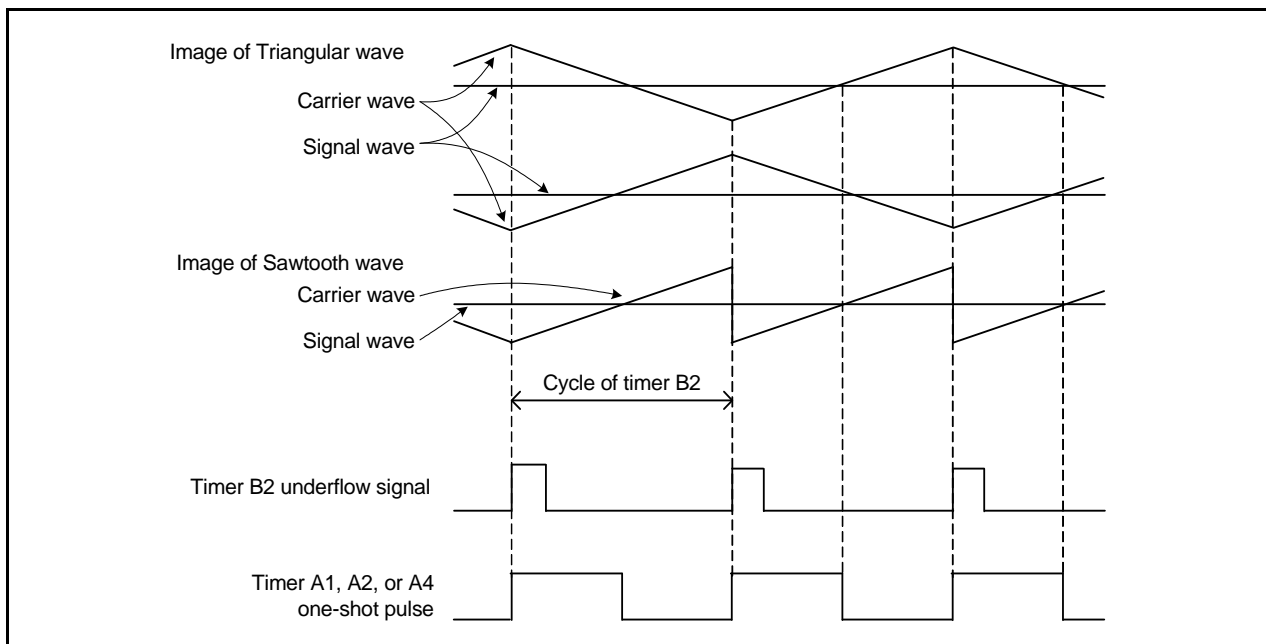 Image of Triangular wave
Carrier wave
Signal wave
Image of Sawtooth wave
Carrier wave
Signal wave
Cycle of timer B2
Timer B2 underflow signal
Timer A1, A2, or A4
one-shot pulse